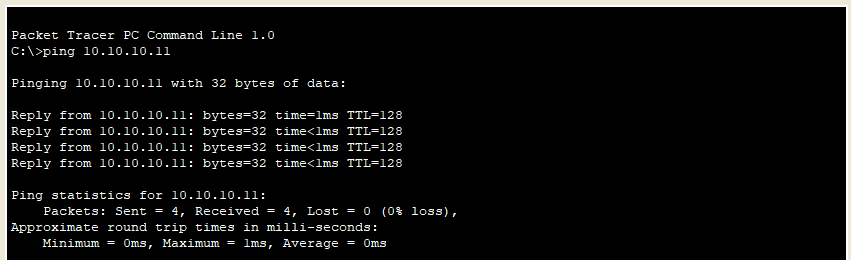 Packet Tracer PC Command Line 1.0
C:\>ping 10.10.10.11
Pinging 10.10.10.11 with 32 bytes of data:
Reply from 10.10.10.11: bytes=32 time=1ms TTL=128
Reply from 10.10.10.11: bytes=32 time<1ms TTL=128
Reply from 10.10.10.11: bytes=32 time<1ms TTL=128
Reply from 10.10.10.11: bytes=32 time<1ms TTL=128
Ping statistics for 10.10.10.11:
Packets: Sent = 4, Received = 4, Lost = 0 (0% loss),
Approximate round trip times in milli-seconds:
Minimum = 0ms, Maximum = 1ms, Average = 0ms